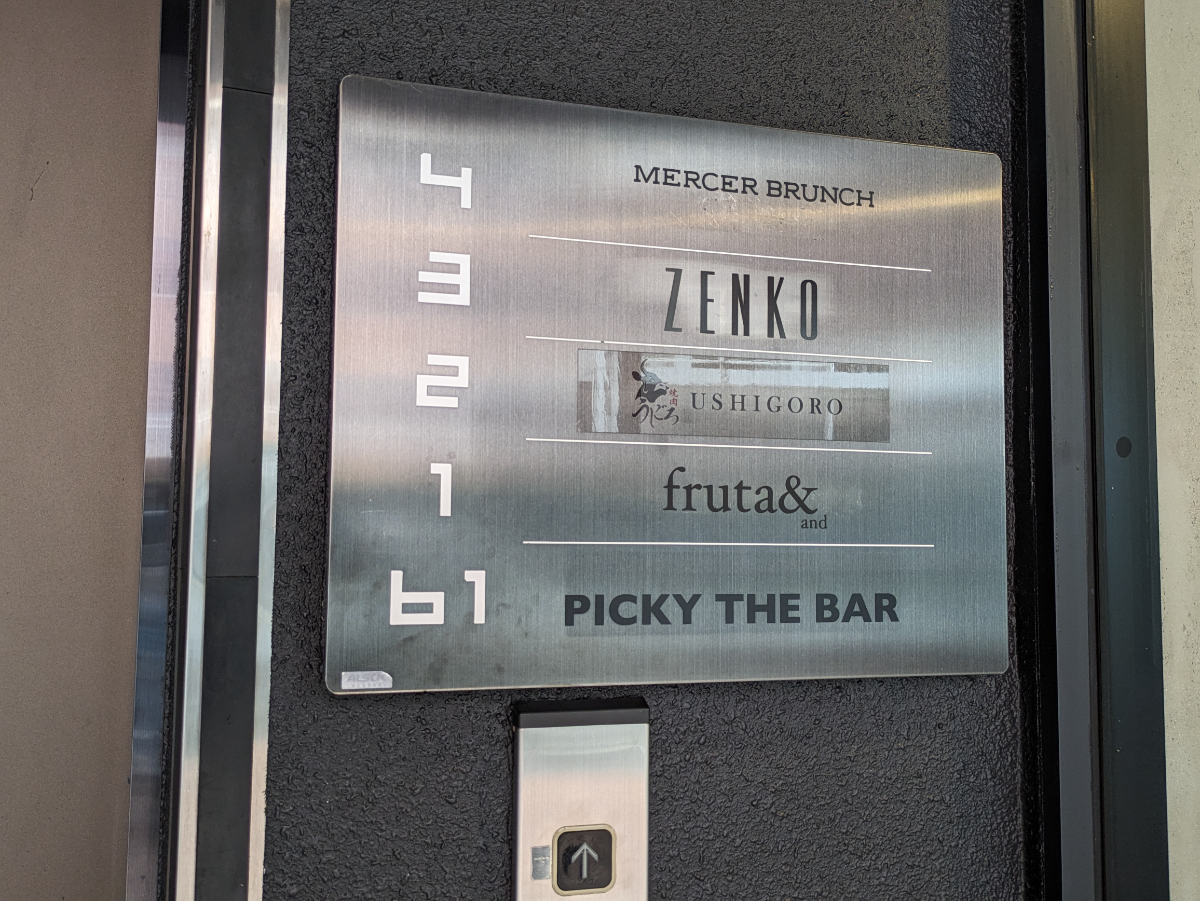 4 MERCER BRUNCH
3 ZENKO
2 焼肉 うしごろ USHIGORO
1 fruta&
and
b1 PICKY THE BAR
ALSOK